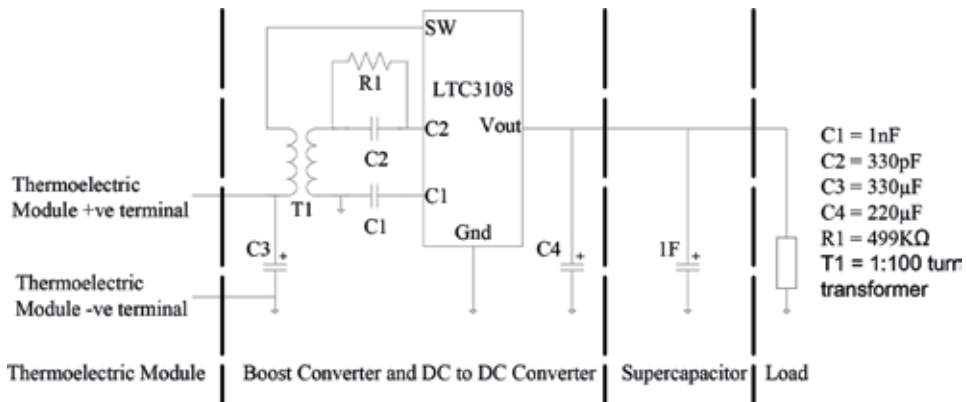 SW
R1
LTC3108
C2
Vout
C2
C1
T1
C1
Gnd
Thermoelectric
Module +ve terminal
C3
+
C4
+
1F
+
Thermoelectric
Module -ve terminal
C1 = 1nF
C2 = 330pF
C3 = 330µF
C4 = 220µF
R1 = 499KΩ
T1 = 1:100 turn
transformer
Thermoelectric Module
Boost Converter and DC to DC Converter
Supercapacitor
Load